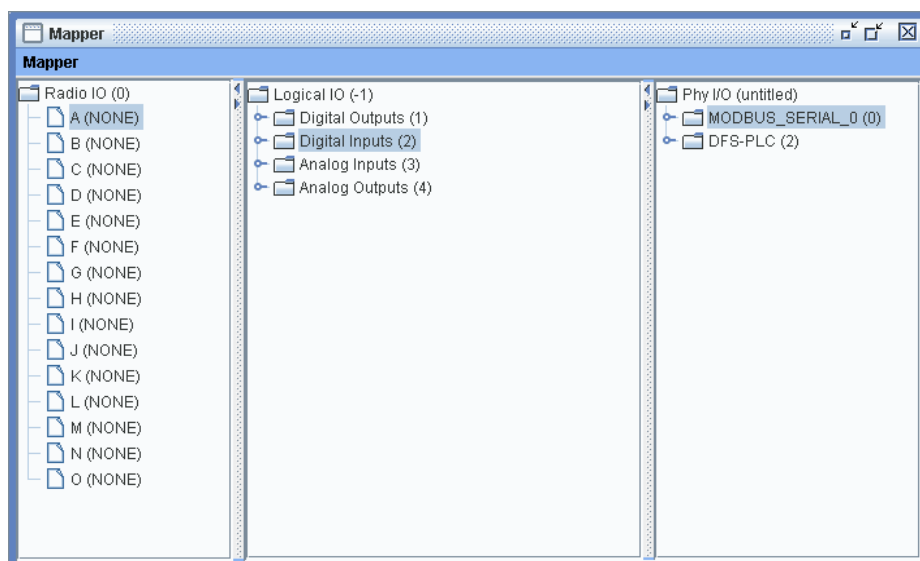 Mapper
Mapper
Radio IO (0)
A (NONE)
B (NONE)
C (NONE)
D (NONE)
E (NONE)
F (NONE)
G (NONE)
H (NONE)
I (NONE)
J (NONE)
K (NONE)
L (NONE)
M (NONE)
N (NONE)
O (NONE)
Logical IO (-1)
Digital Outputs (1)
Digital Inputs (2)
Analog Inputs (3)
Analog Outputs (4)
Phy I/O (untitled)
MODBUS_SERIAL_0 (0)
DFS-PLC (2)